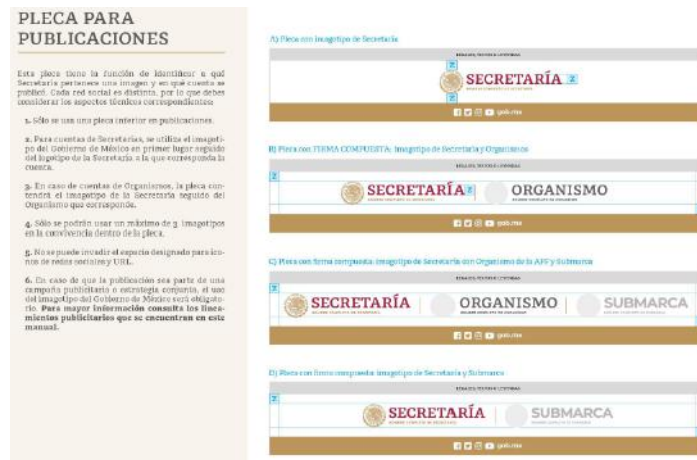 PLECA PARA
PUBLICACIONES
Esta pleca tiene la función de identificar a qué
Secretaría pertenece una imagen y en qué cuenta se
publicó. Cada red social es distinta, por lo que debes
considerar los aspectos técnicos correspondientes:
1. Sólo se usa una pleca inferior en publicaciones.
2. Para cuentas de Secretarías, se utiliza el imagoti-
po del Gobierno de México en primer lugar seguido
del logotipo de la Secretaría a la que corresponda la
cuenta.
3. En caso de cuentas de Organismos, la pleca con-
tendrá el imagotipo de la Secretaría seguido del
Organismo que corresponda.
4. Sólo se podrán usar un máximo de 3 imagotipos
en la convivencia dentro de la pleca.
5. No se puede invadir el espacio designado para ico-
nos de redes sociales y URL.
6. En caso de que la publicación sea parte de una
campaña publicitaria o estrategia conjunta, el uso
del imagotipo del Gobierno de México será obligato-
rio. Para mayor información consulta los linea-
mientos publicitarios que se encuentran en este
manual.
A) Pleca con imagotipo de Secretaría
SECRETARÍA
gob.mx
B) Pleca con FIRMA COMPUESTA: Imagotipo de Secretaría y Organismos
SECRETARÍA ORGANISMO
gob.mx
C) Pleca con firma compuesta: imagotipo de Secretaría con Organismo de la APF y Submarca
SECRETARÍA ORGANISMO SUBMARCA
gob.mx
D) Pleca con firma compuesta: imagotipo de Secretaría y Submarca
SECRETARÍA SUBMARCA
gob.mx